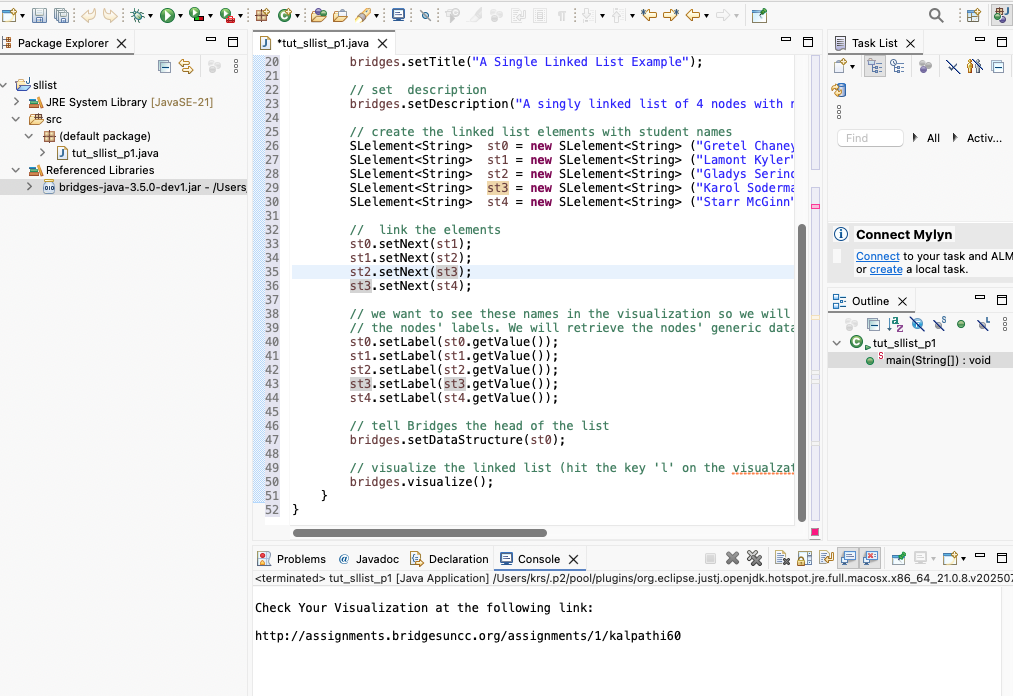 Package Explorer
sllist
JRE System Library [JavaSE-21]
src
(default package)
tut_sllist_p1.java
Referenced Libraries
bridges-java-3.5.0-dev1.jar - /Users
*tut_sllist_p1.java
20 bridges.setTitle("A Single Linked List Example");
21
22 // set  description
23 bridges.setDescription("A singly linked list of 4 nodes with
24
25 // create the linked list elements with student names
26 SLelement<String>  st0 = new SLelement<String> ("Gretel Chaney
27 SLelement<String>  st1 = new SLelement<String> ("Lamont Kyler"
28 SLelement<String>  st2 = new SLelement<String> ("Gladys Serino
29 SLelement<String>  st3 = new SLelement<String> ("Karol Soderma
30 SLelement<String>  st4 = new SLelement<String> ("Starr McGinn"
31
32 //  link the elements
33 st0.setNext(st1);
34 st1.setNext(st2);
35 st2.setNext(st3);
36 st3.setNext(st4);
37
38 // we want to see these names in the visualization so we will
39 // the nodes' labels. We will retrieve the nodes' generic data
40 st0.setLabel(st0.getValue());
41 st1.setLabel(st1.getValue());
42 st2.setLabel(st2.getValue());
43 st3.setLabel(st3.getValue());
44 st4.setLabel(st4.getValue());
45
46 // tell Bridges the head of the list
47 bridges.setDataStructure(st0);
48
49 // visualize the linked list (hit the key 'l' on the visualzat
50 bridges.visualize();
51 }
52 }
Task List
Find
All
Activ...
Connect Mylyn
Connect to your task and ALM
or create a local task.
Outline
tut_sllist_p1
main(String[]) : void
Problems
Javadoc
Declaration
Console
<terminated> tut_sllist_p1 [Java Application] /Users/krs/.p2/pool/plugins/org.eclipse.justj.openjdk.hotspot.jre.full.macosx.x86_64_21.0.8.v202507
Check Your Visualization at the following link:
http://assignments.bridgesuncc.org/assignments/1/kalpathi60